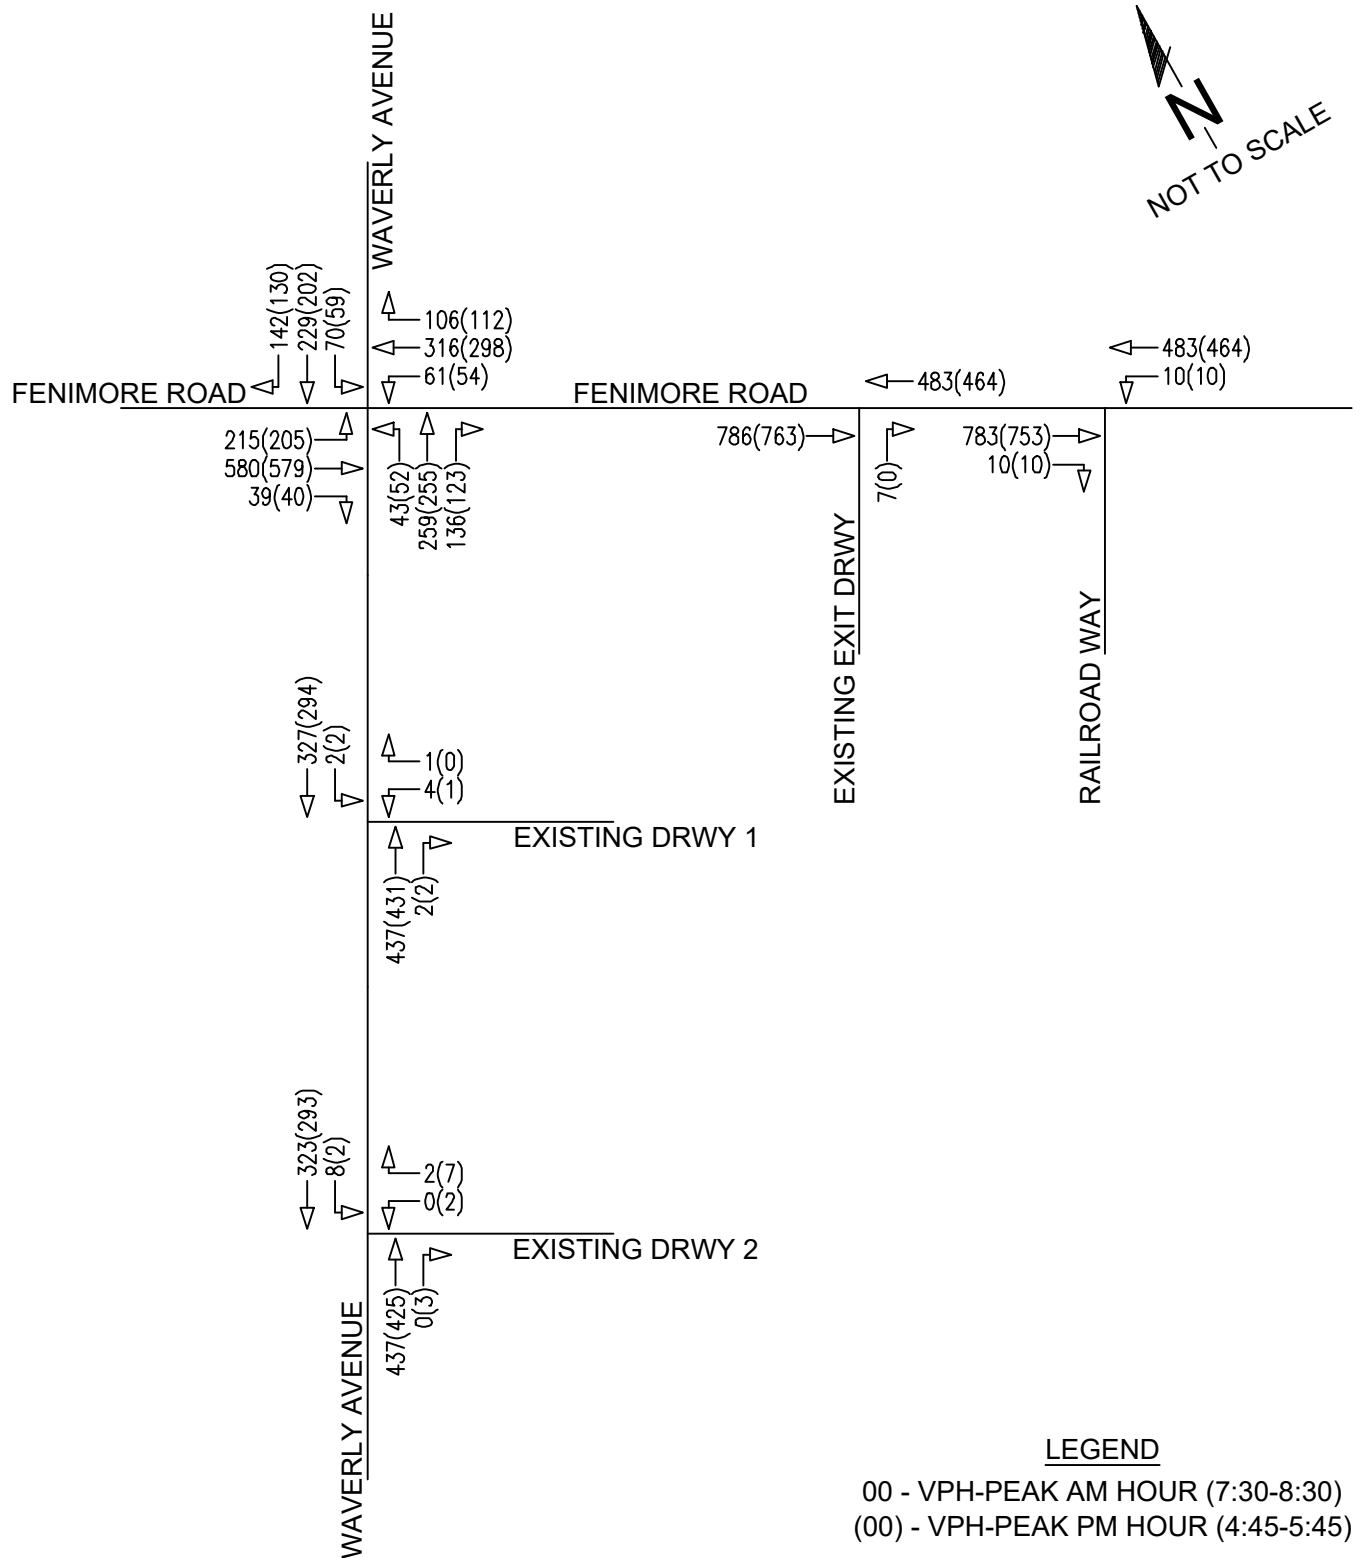 WAVERLY AVENUE
N
NOT TO SCALE
142(130)
229(202)
70(59)
106(112)
316(298)
61(54)
483(464)
10(10)
483(464)
FENIMORE ROAD
FENIMORE ROAD
215(205)
580(579)
39(40)
43(52)
259(255)
136(123)
786(763)
7(0)
783(753)
10(10)
EXISTING EXIT DRWY
RAILROAD WAY
327(294)
2(2)
1(0)
4(1)
EXISTING DRWY 1
437(431)
2(2)
323(293)
8(2)
2(7)
0(2)
EXISTING DRWY 2
437(425)
0(3)
WAVERLY AVENUE
LEGEND
00 - VPH-PEAK AM HOUR (7:30-8:30)
(00) - VPH-PEAK PM HOUR (4:45-5:45)